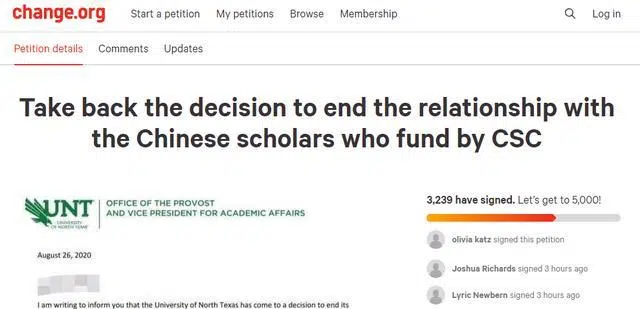 change.org
Start a petition
My petitions
Browse
Membership
Log in
Petition details
Comments
Updates
Take back the decision to end the relationship with
the Chinese scholars who fund by CSC
UNT
UNIVERSITY
OF NORTH TEXAS
OFFICE OF THE PROVOST
AND VICE PRESIDENT FOR ACADEMIC AFFAIRS
August 26, 2020
I am writing to inform you that the University of North Texas has come to a decision to end its
3,239 have signed. Let's get to 5,000!
olivia katz signed this petition
Joshua Richards signed 3 hours ago
Lyric Newbern signed 3 hours ago